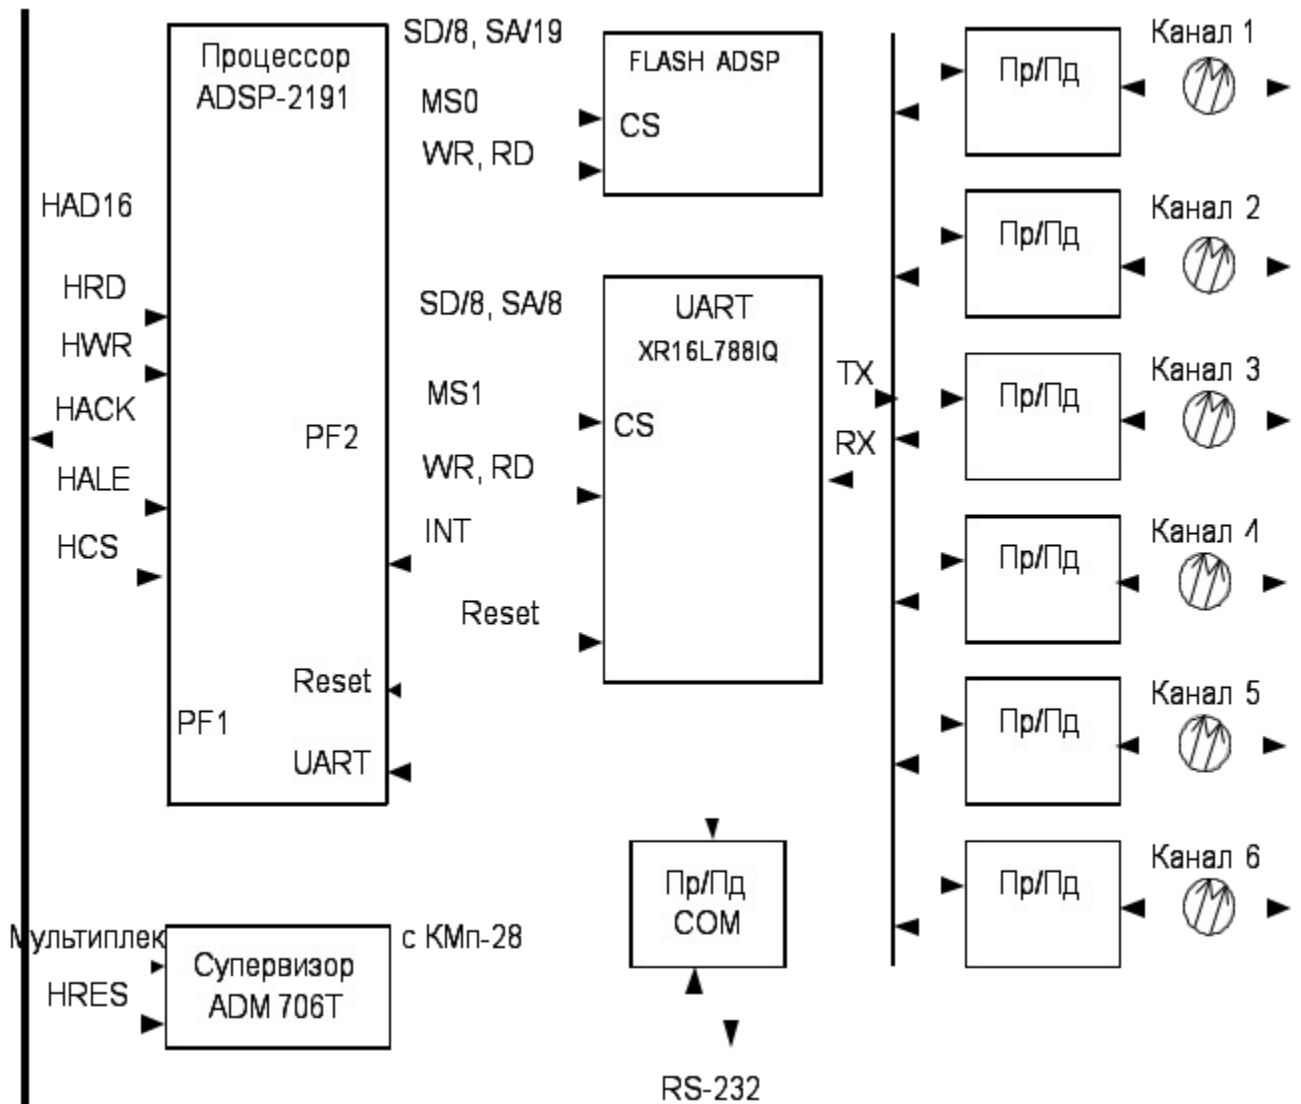 Процессор
ADSP-2191
HAD16
HRD
HWR
HACK
HALE
HCS
PF2
Reset
PF1
UART
SD/8, SA/19
MS0
WR, RD
FLASH ADSP
CS
SD/8, SA/8
MS1
WR, RD
INT
Reset
UART
XR16L788IQ
CS
TX
RX
Пр/Пд
Канал 1
Пр/Пд
Канал 2
Пр/Пд
Канал 3
Пр/Пд
Канал 4
Пр/Пд
Канал 5
Пр/Пд
Канал 6
Мультиплек
с КМп-28
HRES
Супервизор
ADM 706T
Пр/Пд
COM
RS-232